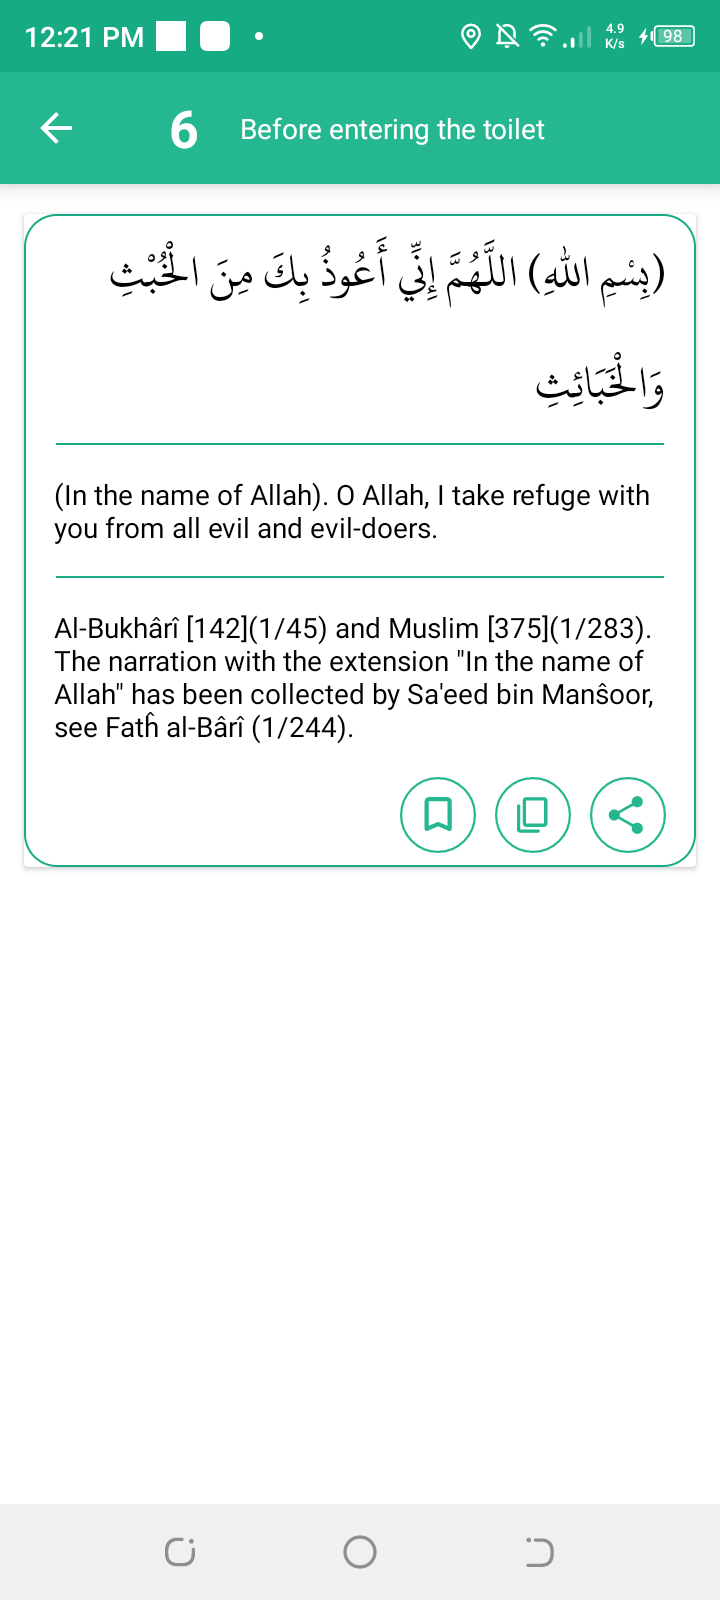 12:21 PM
4.9
K/s
98
6 Before entering the toilet
(بِسْمِ اللهِ) اللَّهُمَّ إِنِّي أَعُوذُ بِكَ مِنَ الْخُبْثِ
وَالْخَبَائِثِ
(In the name of Allah). O Allah, I take refuge with
you from all evil and evil-doers.
Al-Bukhârî [142](1/45) and Muslim [375](1/283).
The narration with the extension "In the name of
Allah" has been collected by Sa'eed bin Manŝoor,
see Fatĥ al-Bârî (1/244).